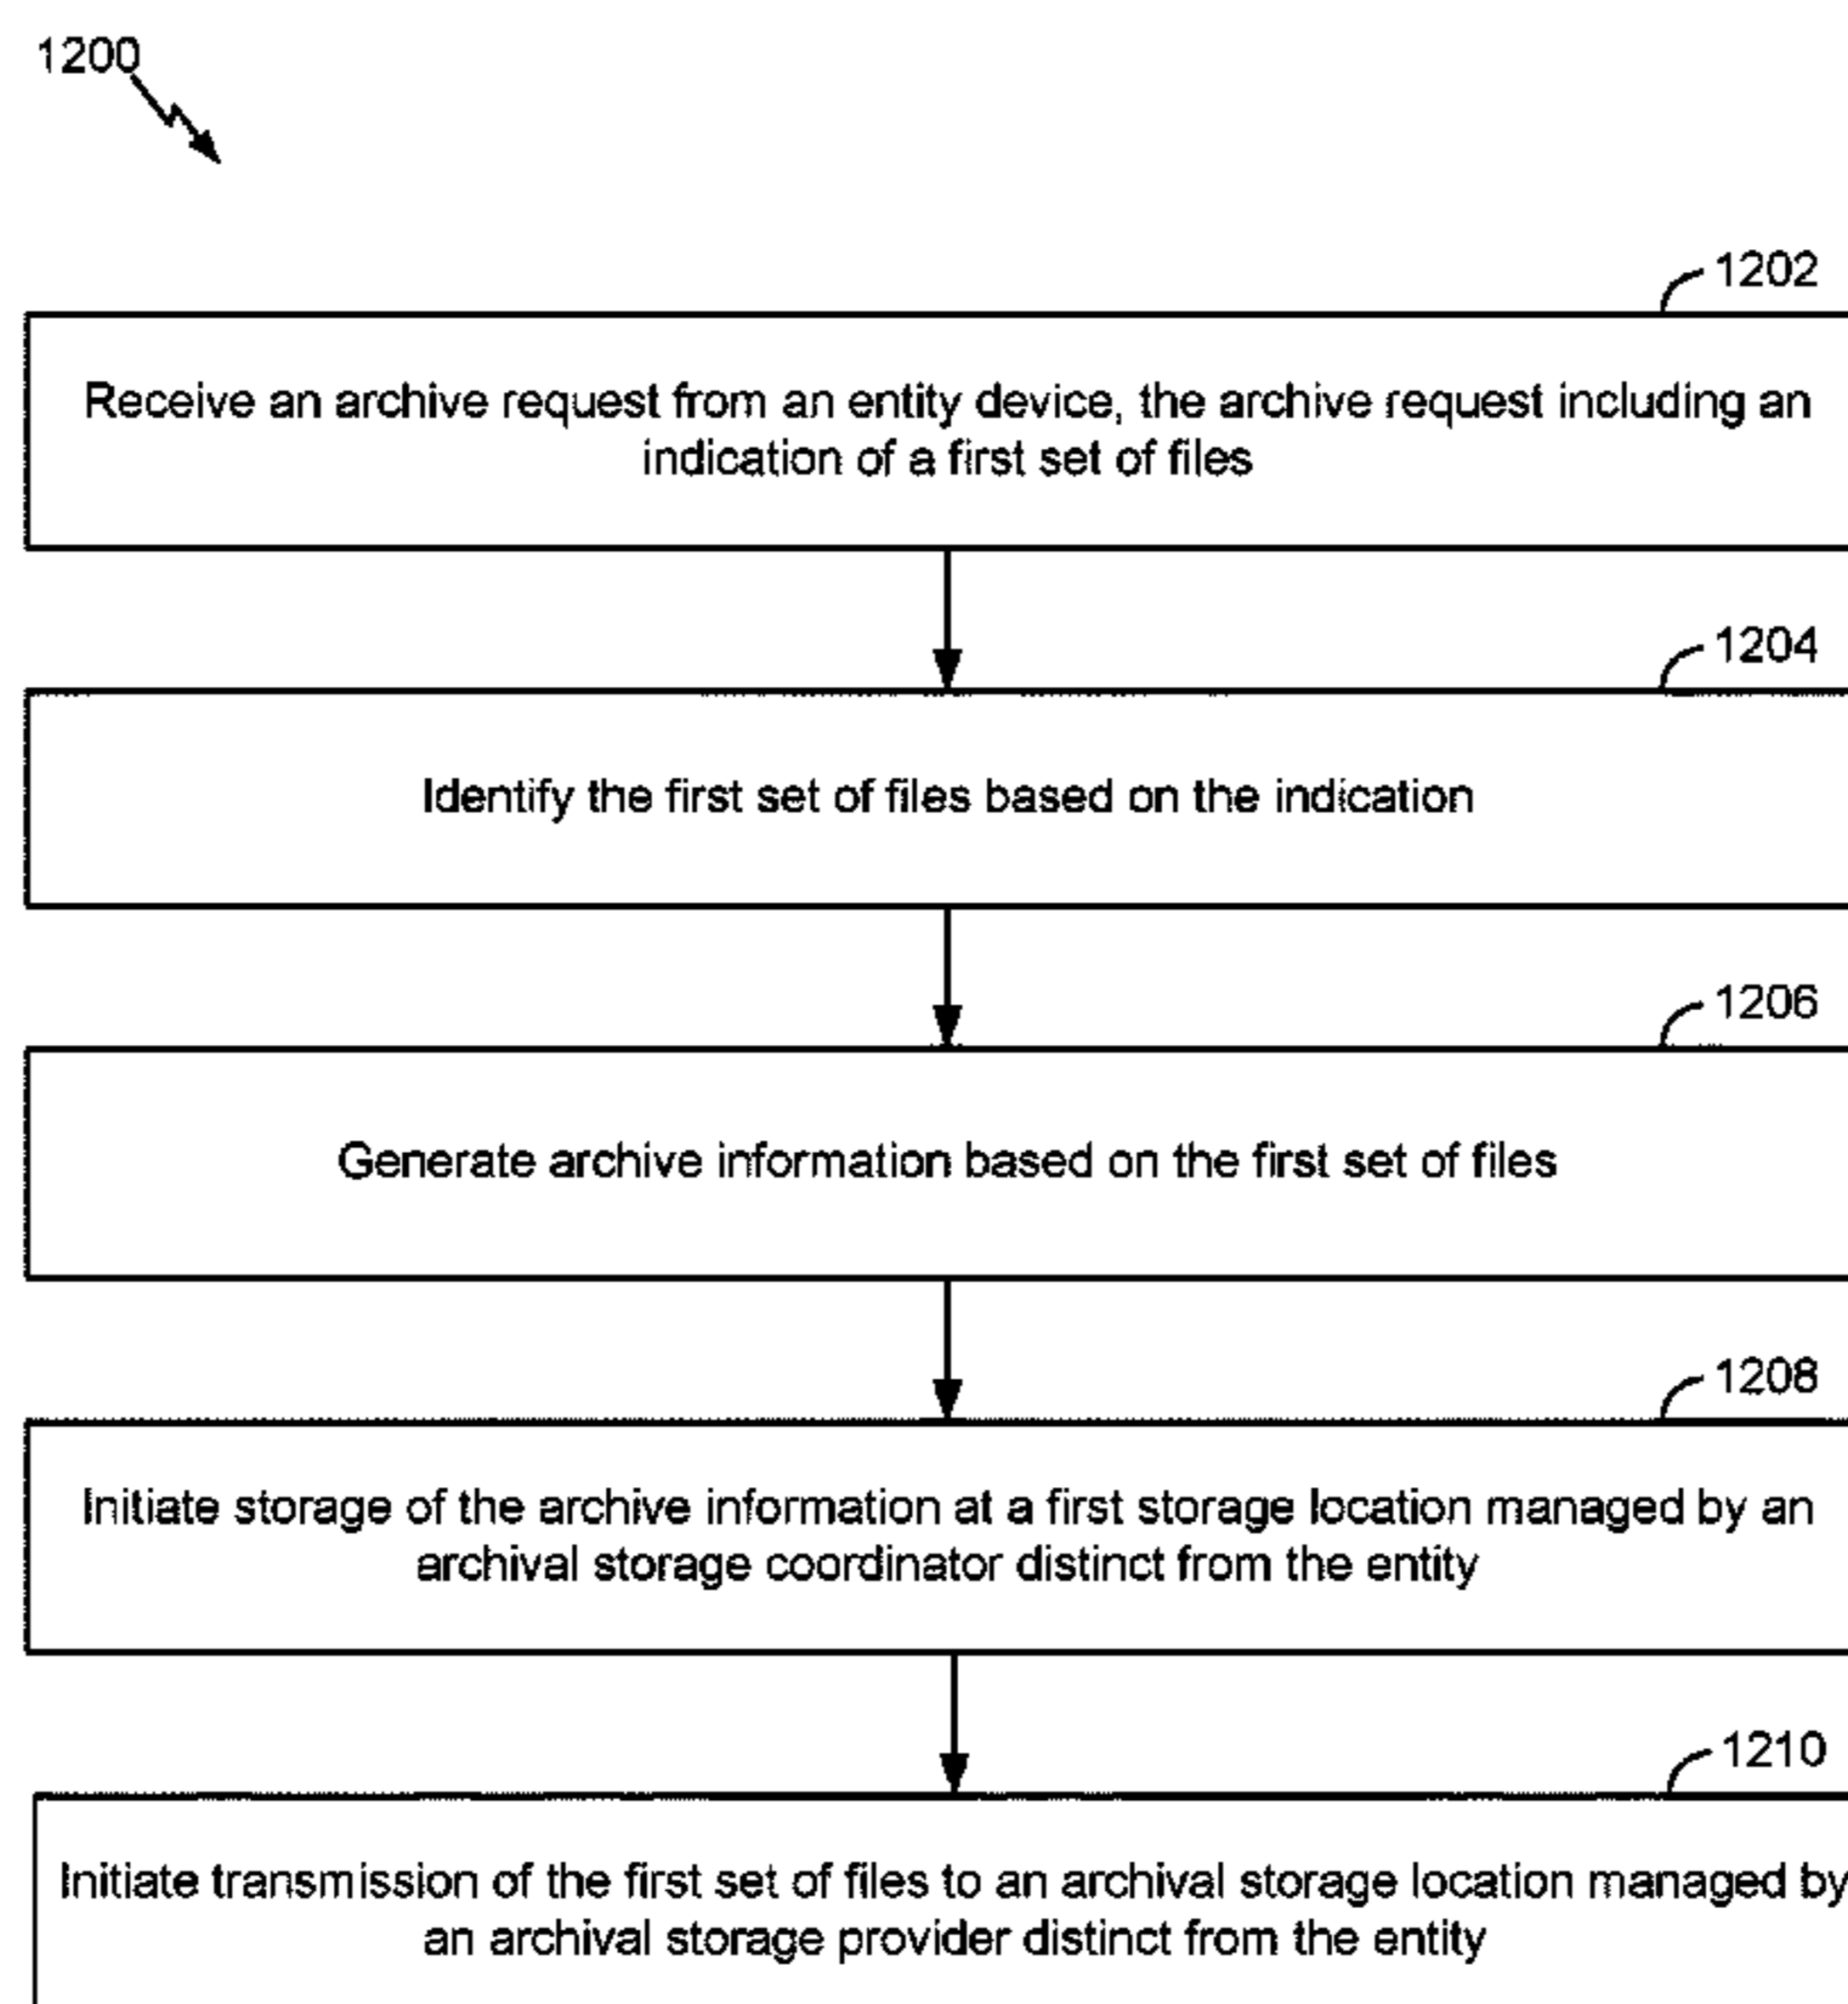 1200
1202
Receive an archive request from an entity device, the archive request including an
indication of a first set of files
1204
Identify the first set of files based on the indication
1206
Generate archive information based on the first set of files
1208
Initiate storage of the archive information at a first storage location managed by an
archival storage coordinator distinct from the entity
1210
Initiate transmission of the first set of files to an archival storage location managed by
an archival storage provider distinct from the entity